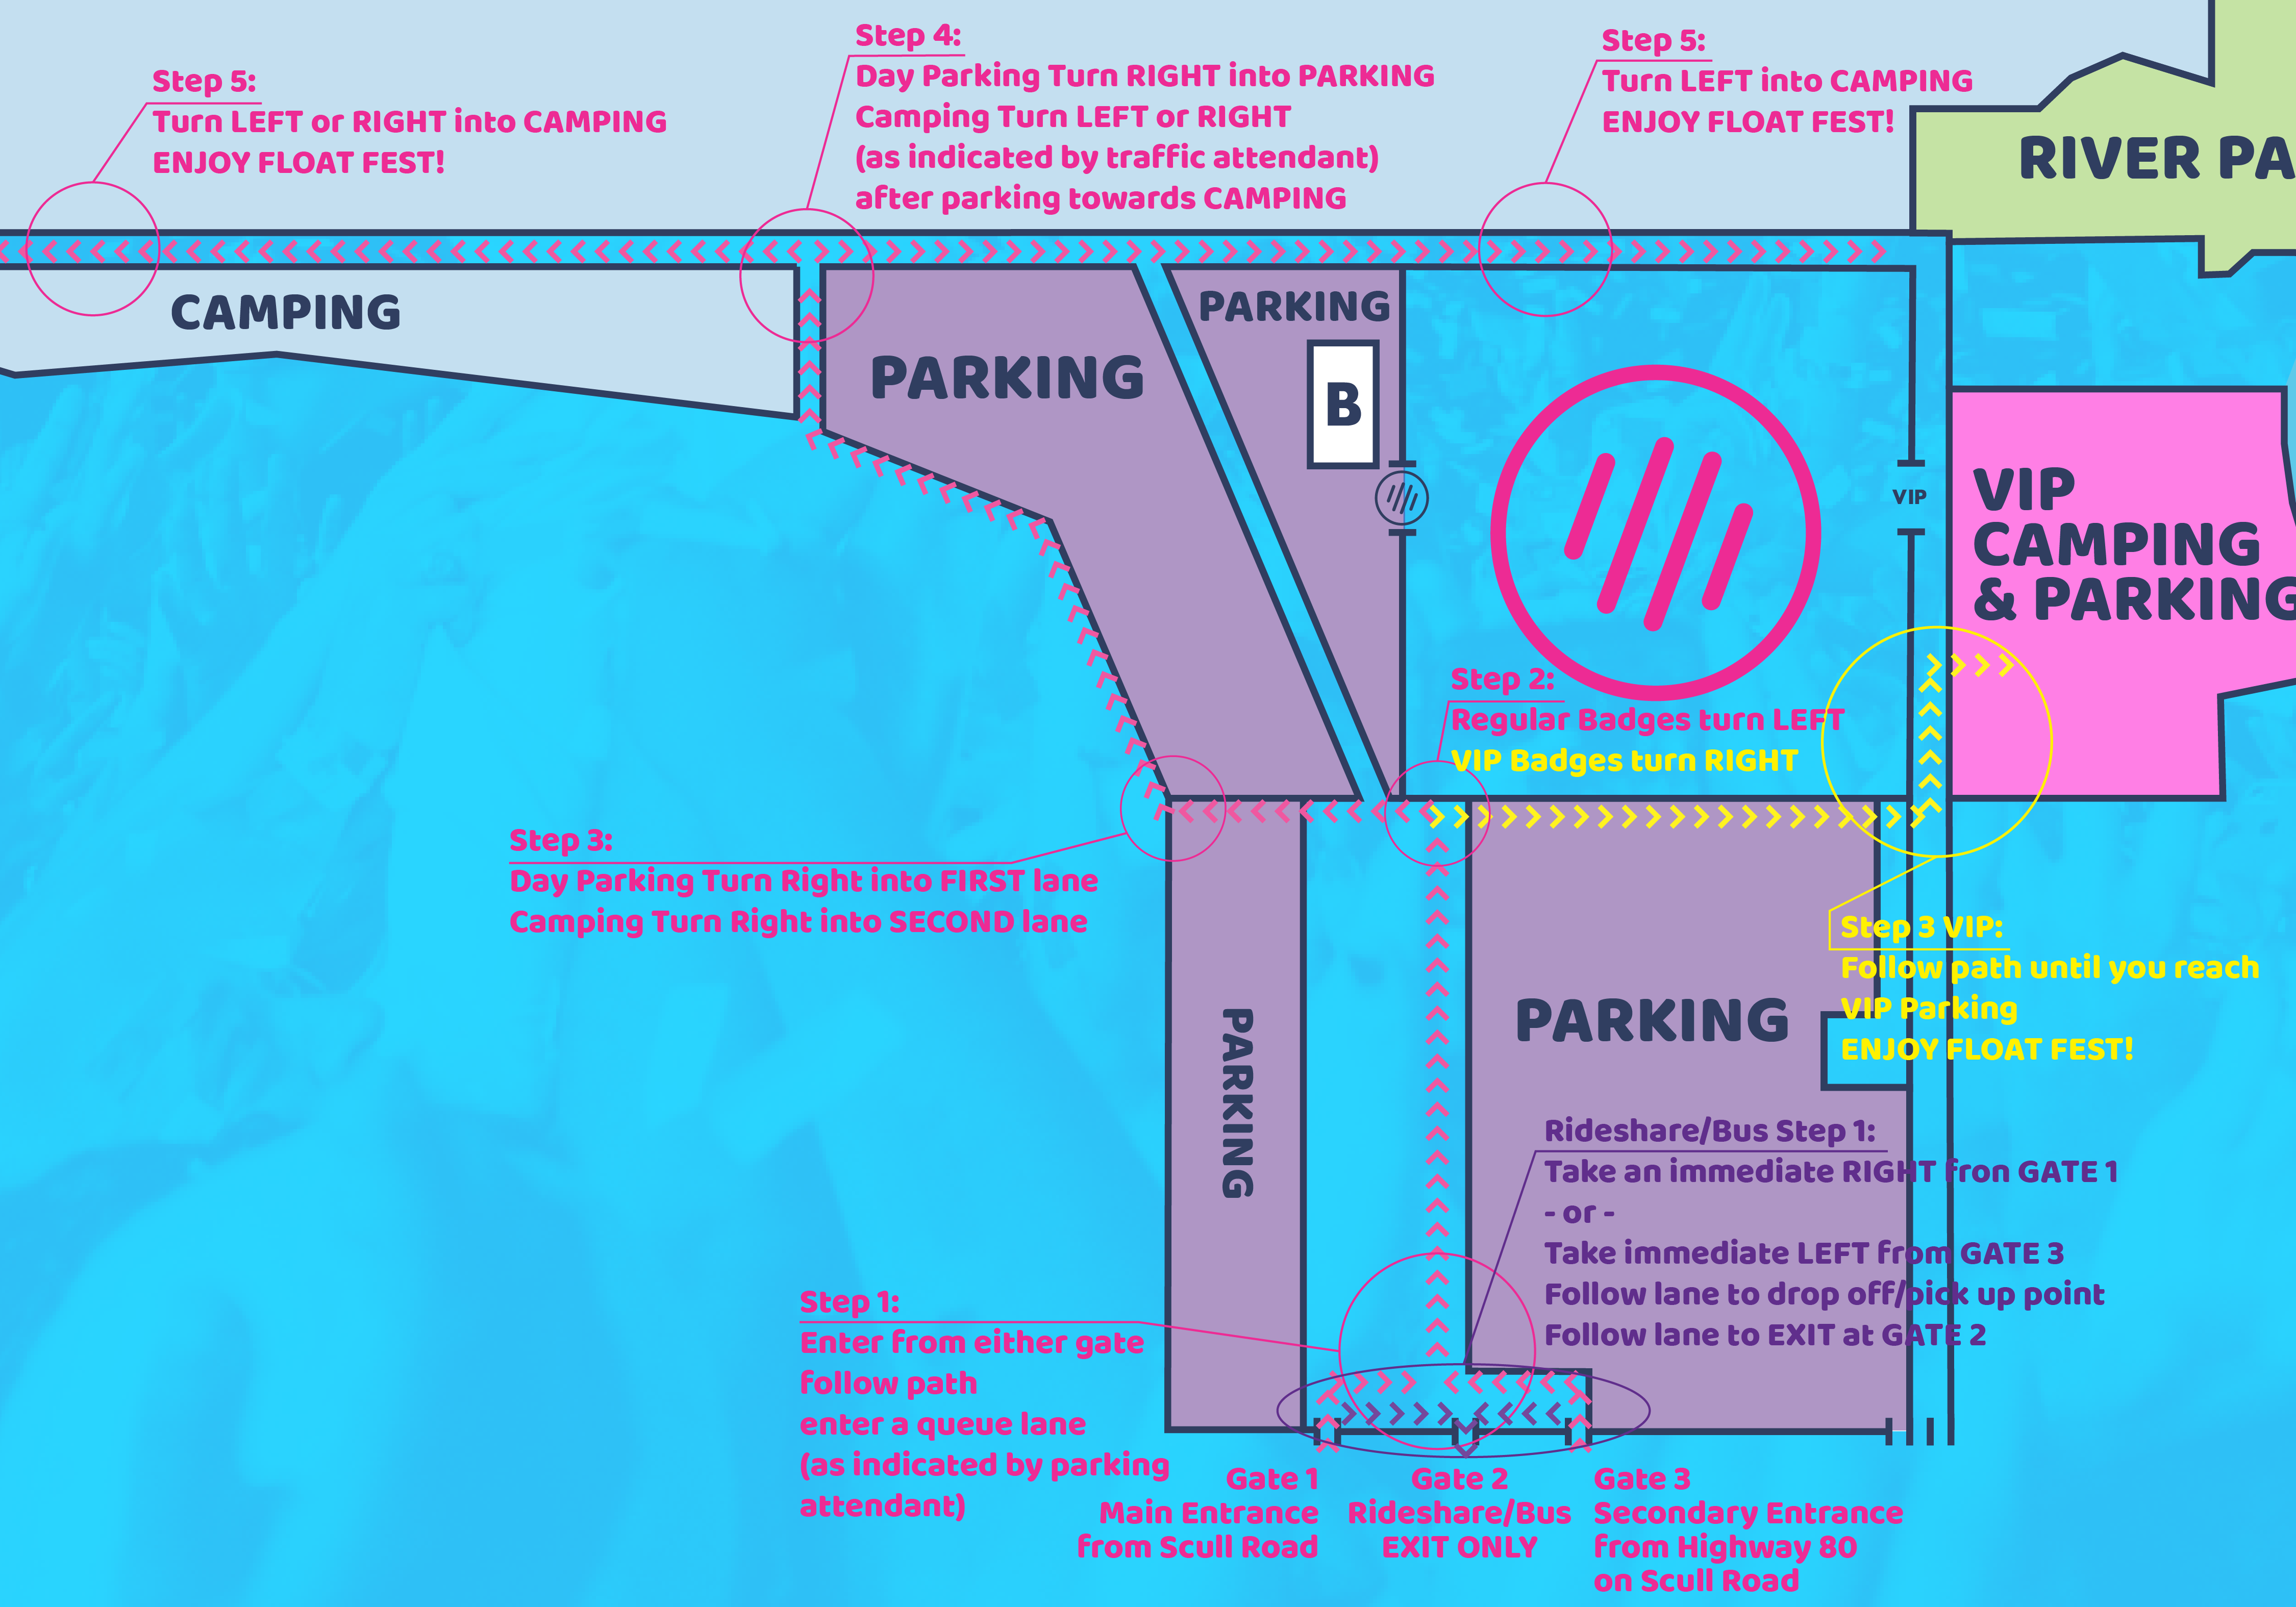 Step 5:
Turn LEFT or RIGHT into CAMPING
ENJOY FLOAT FEST!
Step 4:
Day Parking Turn RIGHT into PARKING
Camping Turn LEFT or RIGHT
(as indicated by traffic attendant)
after parking towards CAMPING
Step 5:
Turn LEFT into CAMPING
ENJOY FLOAT FEST!
RIVER PA
CAMPING
PARKING
PARKING
B
VIP
VIP
CAMPING
& PARKING
Step 2:
Regular Badges turn LEFT
VIP Badges turn RIGHT
Step 3:
Day Parking Turn Right into FIRST lane
Camping Turn Right into SECOND lane
Step 3 VIP:
Follow path until you reach
VIP Parking
ENJOY FLOAT FEST!
PARKING
PARKING
Rideshare/Bus Step 1:
Take an immediate RIGHT fron GATE 1
- or -
Take immediate LEFT from GATE 3
Follow lane to drop off/pick up point
Follow lane to EXIT at GATE 2
Step 1:
Enter from either gate
follow path
enter a queue lane
(as indicated by parking
attendant)
Gate 1
Main Entrance
from Scull Road
Gate 2
Rideshare/Bus
EXIT ONLY
Gate 3
Secondary Entrance
from Highway 80
on Scull Road